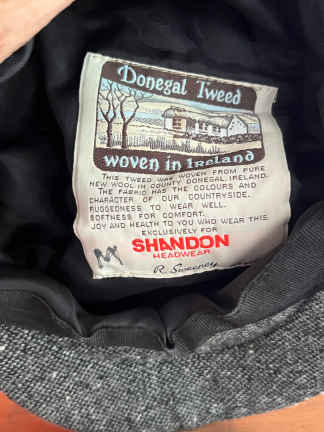 Donegal Tweed
woven in Ireland
THIS TWEED WAS WOVEN FROM PURE
NEW WOOL IN COUNTY DONEGAL, IRELAND.
THE FABRIC HAS THE COLOURS AND
CHARACTER OF OUR COUNTRYSIDE.
RUGGEDNESS TO WEAR WELL.
SOFTNESS FOR COMFORT.
JOY AND HEALTH TO YOU WHO WEAR THIS.
EXCLUSIVELY FOR
SHANDON
HEADWEAR
M
R. Sweeney